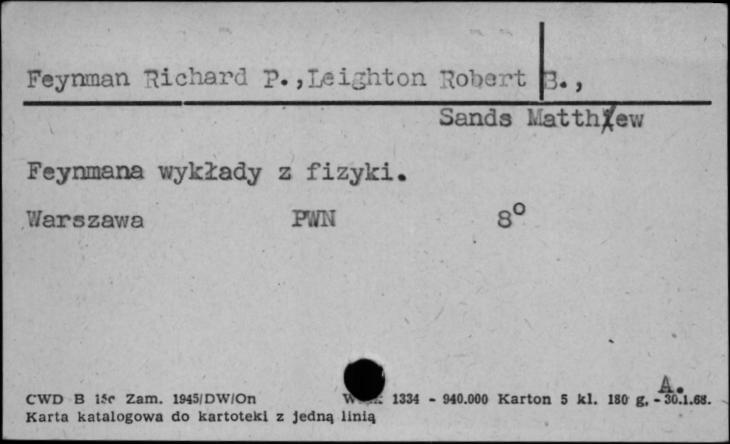 Feynman Richard P.,Leighton Robert B.,
Sands Matthew
Feynmana wykłady z fizyki.
Warszawa PWN 8°
A.
CWD B 15c Zam. 1945/DW/On 1334 - 940.000 Karton 5 kl. 180 g. - 30.1.68.
Karta katalogowa do kartoteki z jedną linią